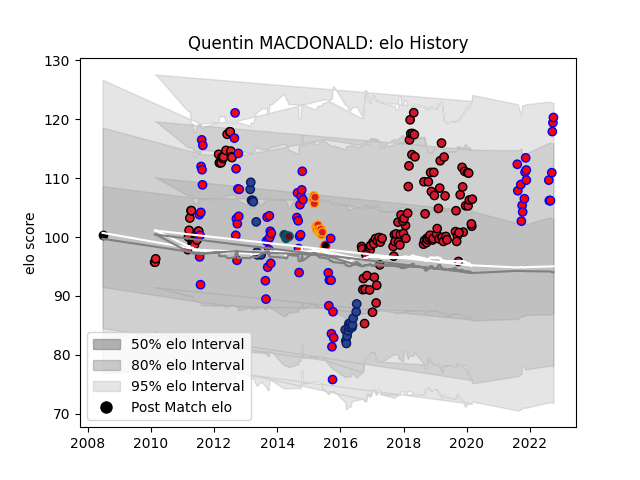 Quentin MACDONALD: elo History
130
120
110
100
90
80
70
elo score
50% elo Interval
80% elo Interval
95% elo Interval
Post Match elo
2008 2010 2012 2014 2016 2018 2020 2022